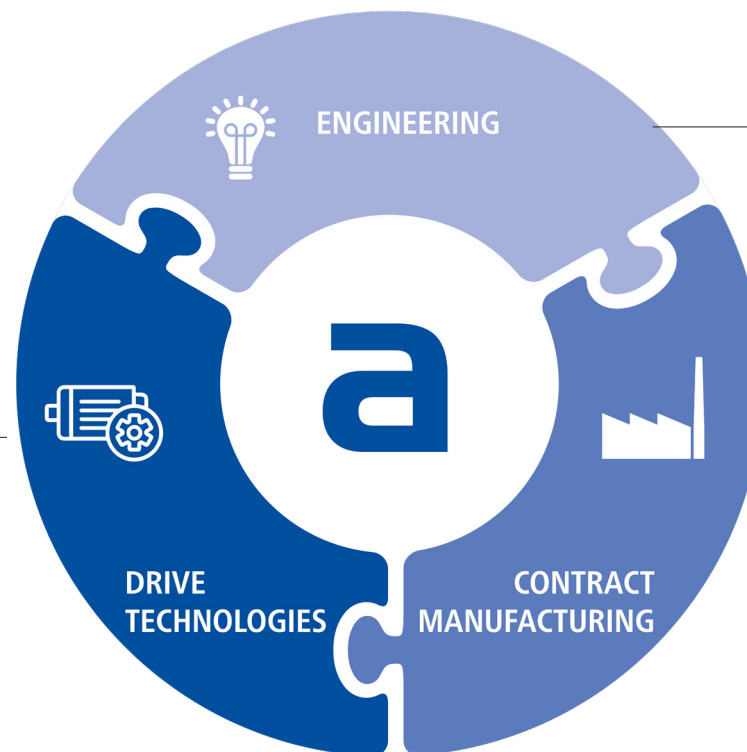 ENGINEERING
a
DRIVE
TECHNOLOGIES
CONTRACT
MANUFACTURING